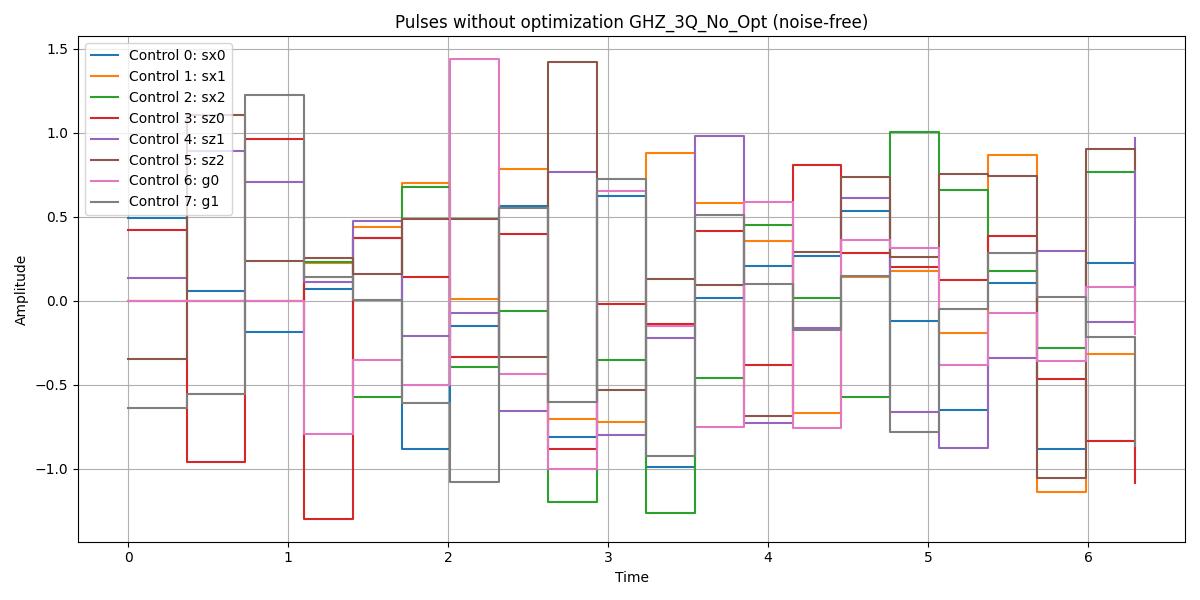 Pulses without optimization GHZ_3Q_No_Opt (noise-free)
Control 0: sx0
Control 1: sx1
Control 2: sx2
Control 3: sz0
Control 4: sz1
Control 5: sz2
Control 6: g0
Control 7: g1
1.5
1.0
0.5
0.0
−0.5
−1.0
Amplitude
0 1 2 3 4 5 6
Time